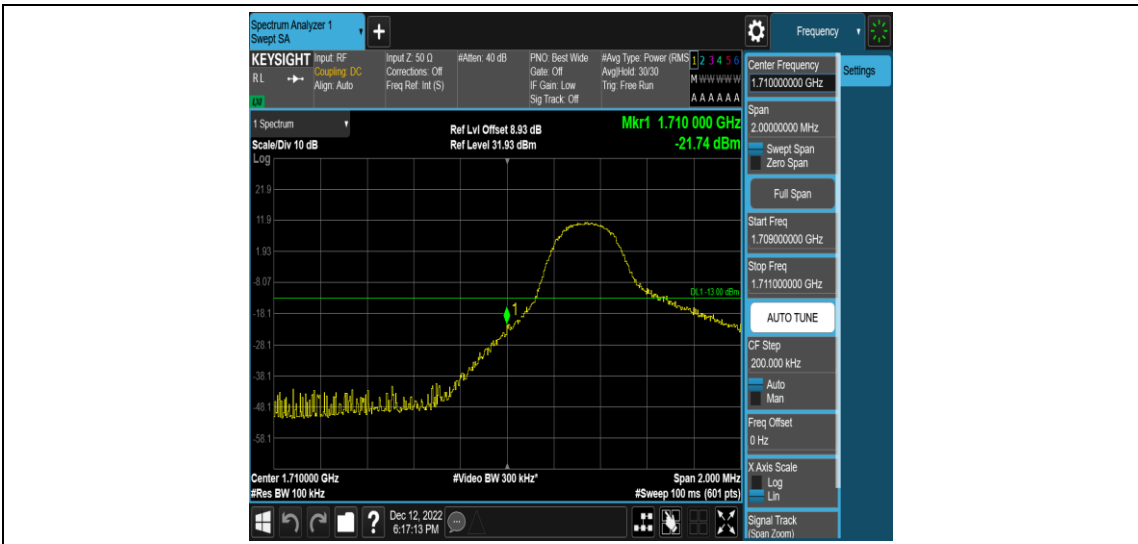 Spectrum Analyzer 1
Swept SA
+
Frequency
KEYSIGHT
RL
LXI
Input: RF
Coupling: DC
Align: Auto
Input Z: 50 Ω
Corrections: Off
Freq Ref: Int (S)
#Atten: 40 dB
PNO: Best Wide
Gate: Off
IF Gain: Low
Sig Track: Off
#Avg Type: Power (RMS
Avg|Hold: 30/30
Trig: Free Run
1 2 3 4 5 6
M W W W W W
A A A A A A
1 Spectrum
Scale/Div 10 dB
Log
Ref Lvl Offset 8.93 dB
Ref Level 31.93 dBm
Mkr1 1.710 000 GHz
-21.74 dBm
21.9
11.9
1.93
-8.07
-18.1
-28.1
-38.1
-48.1
-58.1
DL1 -13.00 dBm
1
Center 1.710000 GHz
#Res BW 100 kHz
#Video BW 300 kHz*
Span 2.000 MHz
#Sweep 100 ms (601 pts)
?
Dec 12, 2022
6:17:13 PM
Settings
Center Frequency
1.710000000 GHz
Span
2.00000000 MHz
Swept Span
Zero Span
Full Span
Start Freq
1.709000000 GHz
Stop Freq
1.711000000 GHz
AUTO TUNE
CF Step
200.000 kHz
Auto
Man
Freq Offset
0 Hz
X Axis Scale
Log
Lin
Signal Track
(Span Zoom)